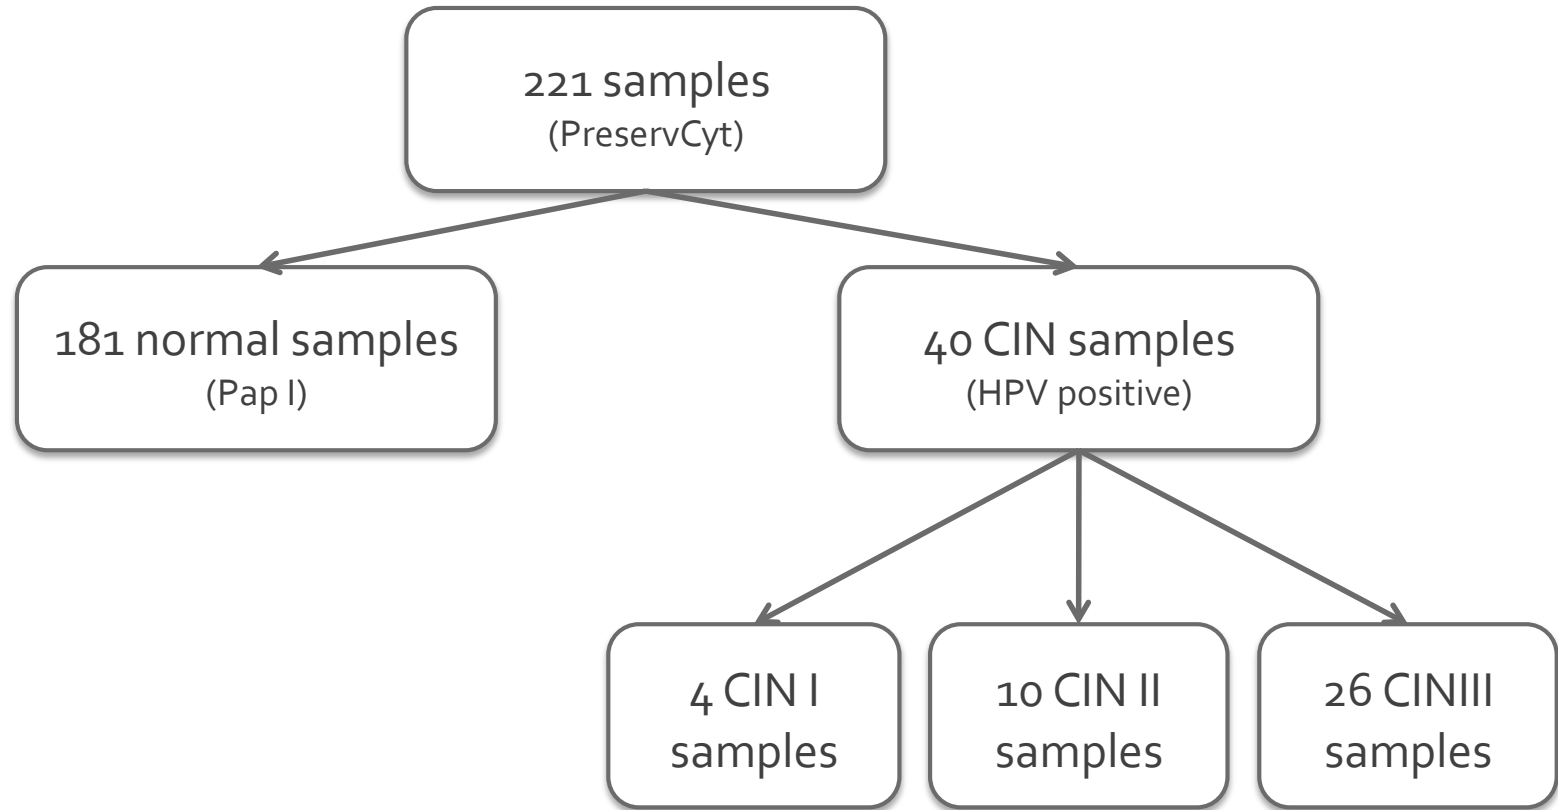 221 samples
(PreservCyt)
181 normal samples
(Pap I)
40 CIN samples
(HPV positive)
4 CIN I
samples
10 CIN II
samples
26 CINIII
samples